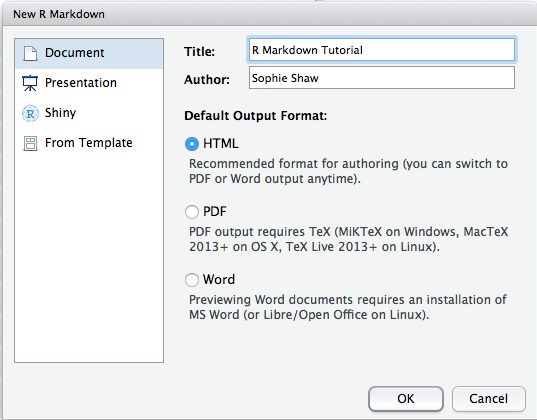 New R Markdown
Document
Presentation
Shiny
From Template
Title: R Markdown Tutorial
Author: Sophie Shaw
Default Output Format:
HTML
Recommended format for authoring (you can switch to
PDF or Word output anytime).
PDF
PDF output requires TeX (MiKTeX on Windows, MacTeX
2013+ on OS X, TeX Live 2013+ on Linux).
Word
Previewing Word documents requires an installation of
MS Word (or Libre/Open Office on Linux).
OK Cancel